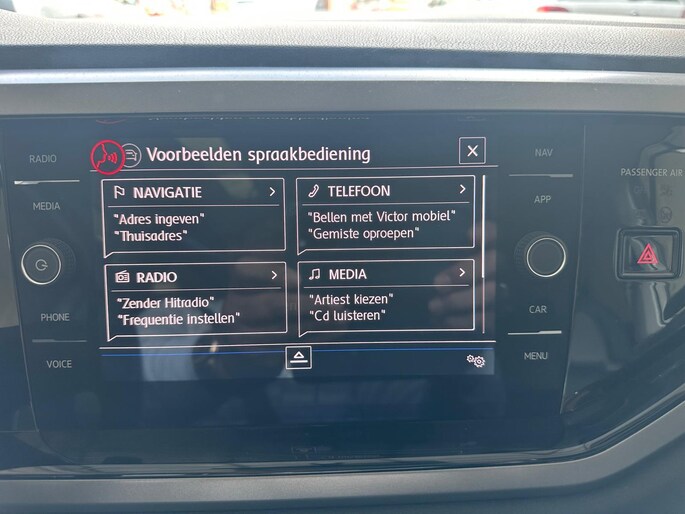 Voorbeelden spraakbediening
X
NAVIGATIE
"Adres ingeven"
"Thuisadres"
TELEFOON
"Bellen met Victor mobiel"
"Gemiste oproepen"
RADIO
"Zender Hitradio"
"Frequentie instellen"
MEDIA
"Artiest kiezen"
"Cd luisteren"
RADIO
MEDIA
PHONE
VOICE
NAV
APP
CAR
MENU
PASSENGER AIR